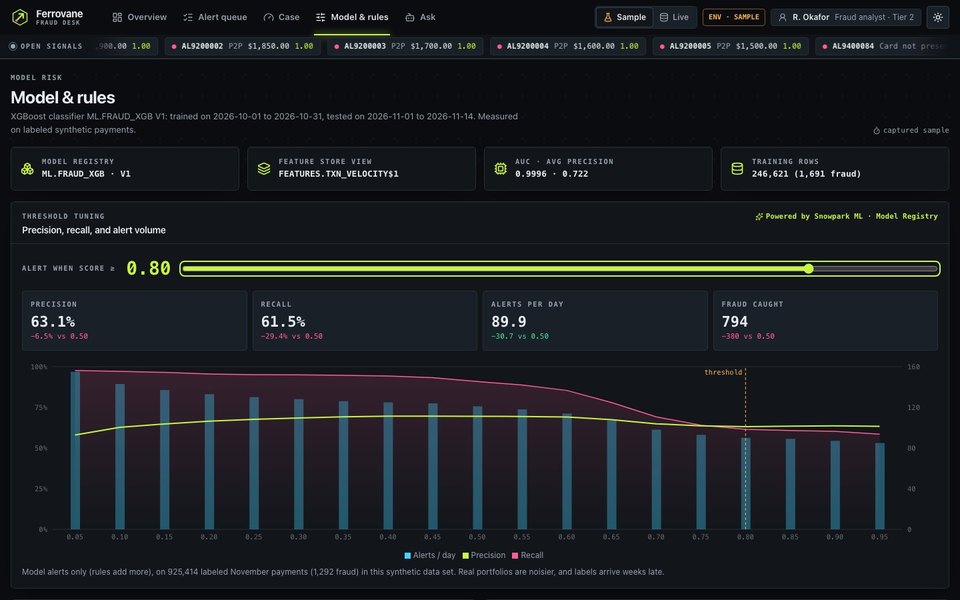 Ferrovane
FRAUD DESK
Overview
Alert queue
Case
Model & rules
Ask
Sample
Live
ENV · SAMPLE
R. Okafor Fraud analyst · Tier 2
OPEN SIGNALS
.900.00 1.00
AL9200002 P2P $1,850.00 1.00
AL9200003 P2P $1,700.00 1.00
AL9200004 P2P $1,600.00 1.00
AL9200005 P2P $1,500.00 1.00
AL9400084 Card not prese
MODEL RISK
Model & rules
XGBoost classifier ML.FRAUD_XGB V1: trained on 2026-10-01 to 2026-10-31, tested on 2026-11-01 to 2026-11-14. Measured
on labeled synthetic payments.
captured sample
MODEL REGISTRY
ML.FRAUD_XGB · V1
FEATURE STORE VIEW
FEATURES.TXN_VELOCITY$1
AUC · AVG PRECISION
0.9996 · 0.722
TRAINING ROWS
246,621 (1,691 fraud)
THRESHOLD TUNING
Precision, recall, and alert volume
Powered by Snowpark ML · Model Registry
ALERT WHEN SCORE ≥ 0.80
PRECISION
63.1%
−6.5% vs 0.50
RECALL
61.5%
−29.4% vs 0.50
ALERTS PER DAY
89.9
−30.7 vs 0.50
FRAUD CAUGHT
794
−380 vs 0.50
100%
75%
50%
25%
0%
threshold
160
120
80
40
0
0.05 0.10 0.15 0.20 0.25 0.30 0.35 0.40 0.45 0.50 0.55 0.60 0.65 0.70 0.75 0.80 0.85 0.90 0.95
Alerts / day Precision Recall
Model alerts only (rules add more), on 925,414 labeled November payments (1,292 fraud) in this synthetic data set. Real portfolios are noisier, and labels arrive weeks late.